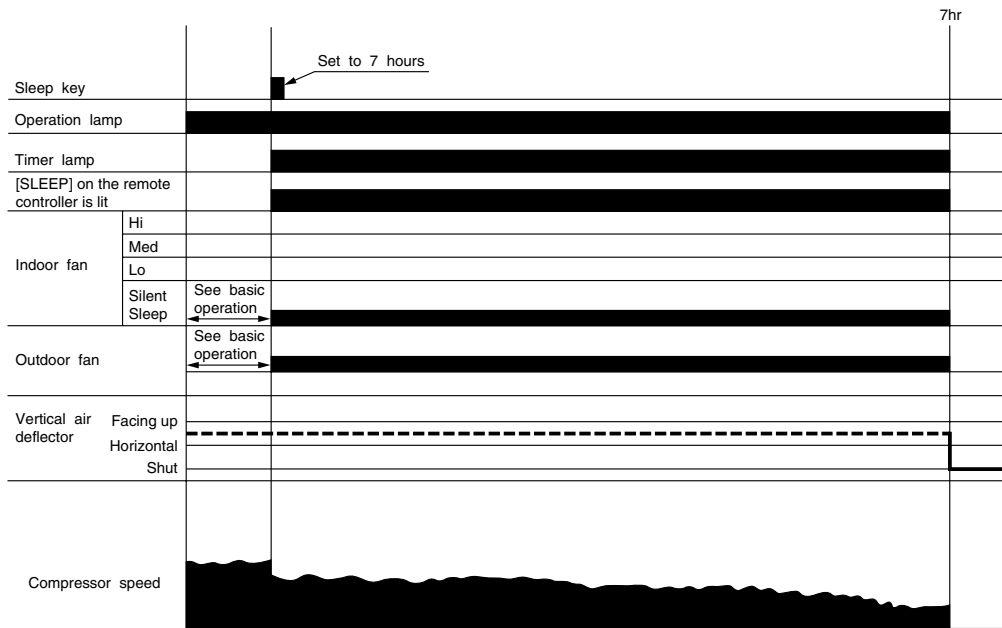 7hr
Set to 7 hours
Sleep key
Operation lamp
Timer lamp
[SLEEP] on the remote
controller is lit
Indoor fan
Hi
Med
Lo
Silent
Sleep
See basic
operation
Outdoor fan
See basic
operation
Vertical air
deflector
Facing up
Horizontal
Shut
Compressor speed